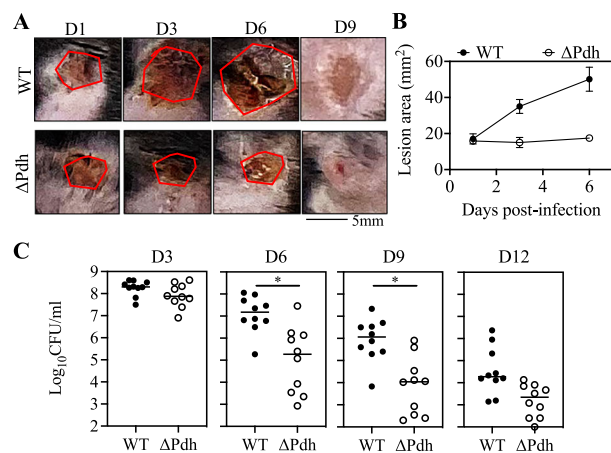 A
D1 D3 D6 D9
WT
ΔPdh
5mm
B
WT ΔPdh
Lesion area (mm²)
60
40
20
0
0 2 4 6
Days post-infection
C
D3 D6 D9 D12
* *
Log₁₀CFU/ml
9
8
7
6
5
4
3
2
WT ΔPdh WT ΔPdh WT ΔPdh WT ΔPdh